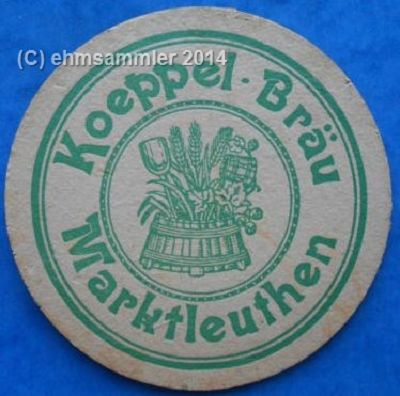 (C) ehmsammler 2014
Koeppel · Bräu
Marktleuthen